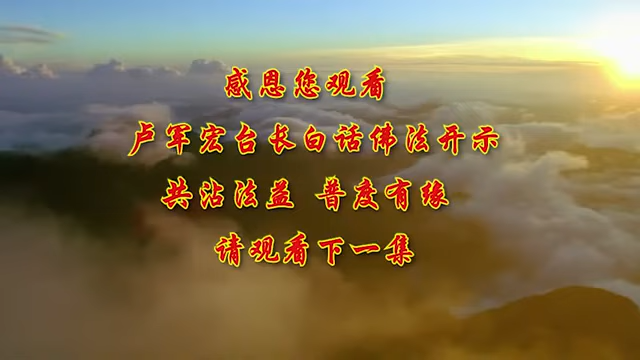 感恩您观看
卢军宏台长白话佛法开示
共沾法益 普度有缘
请观看下一集